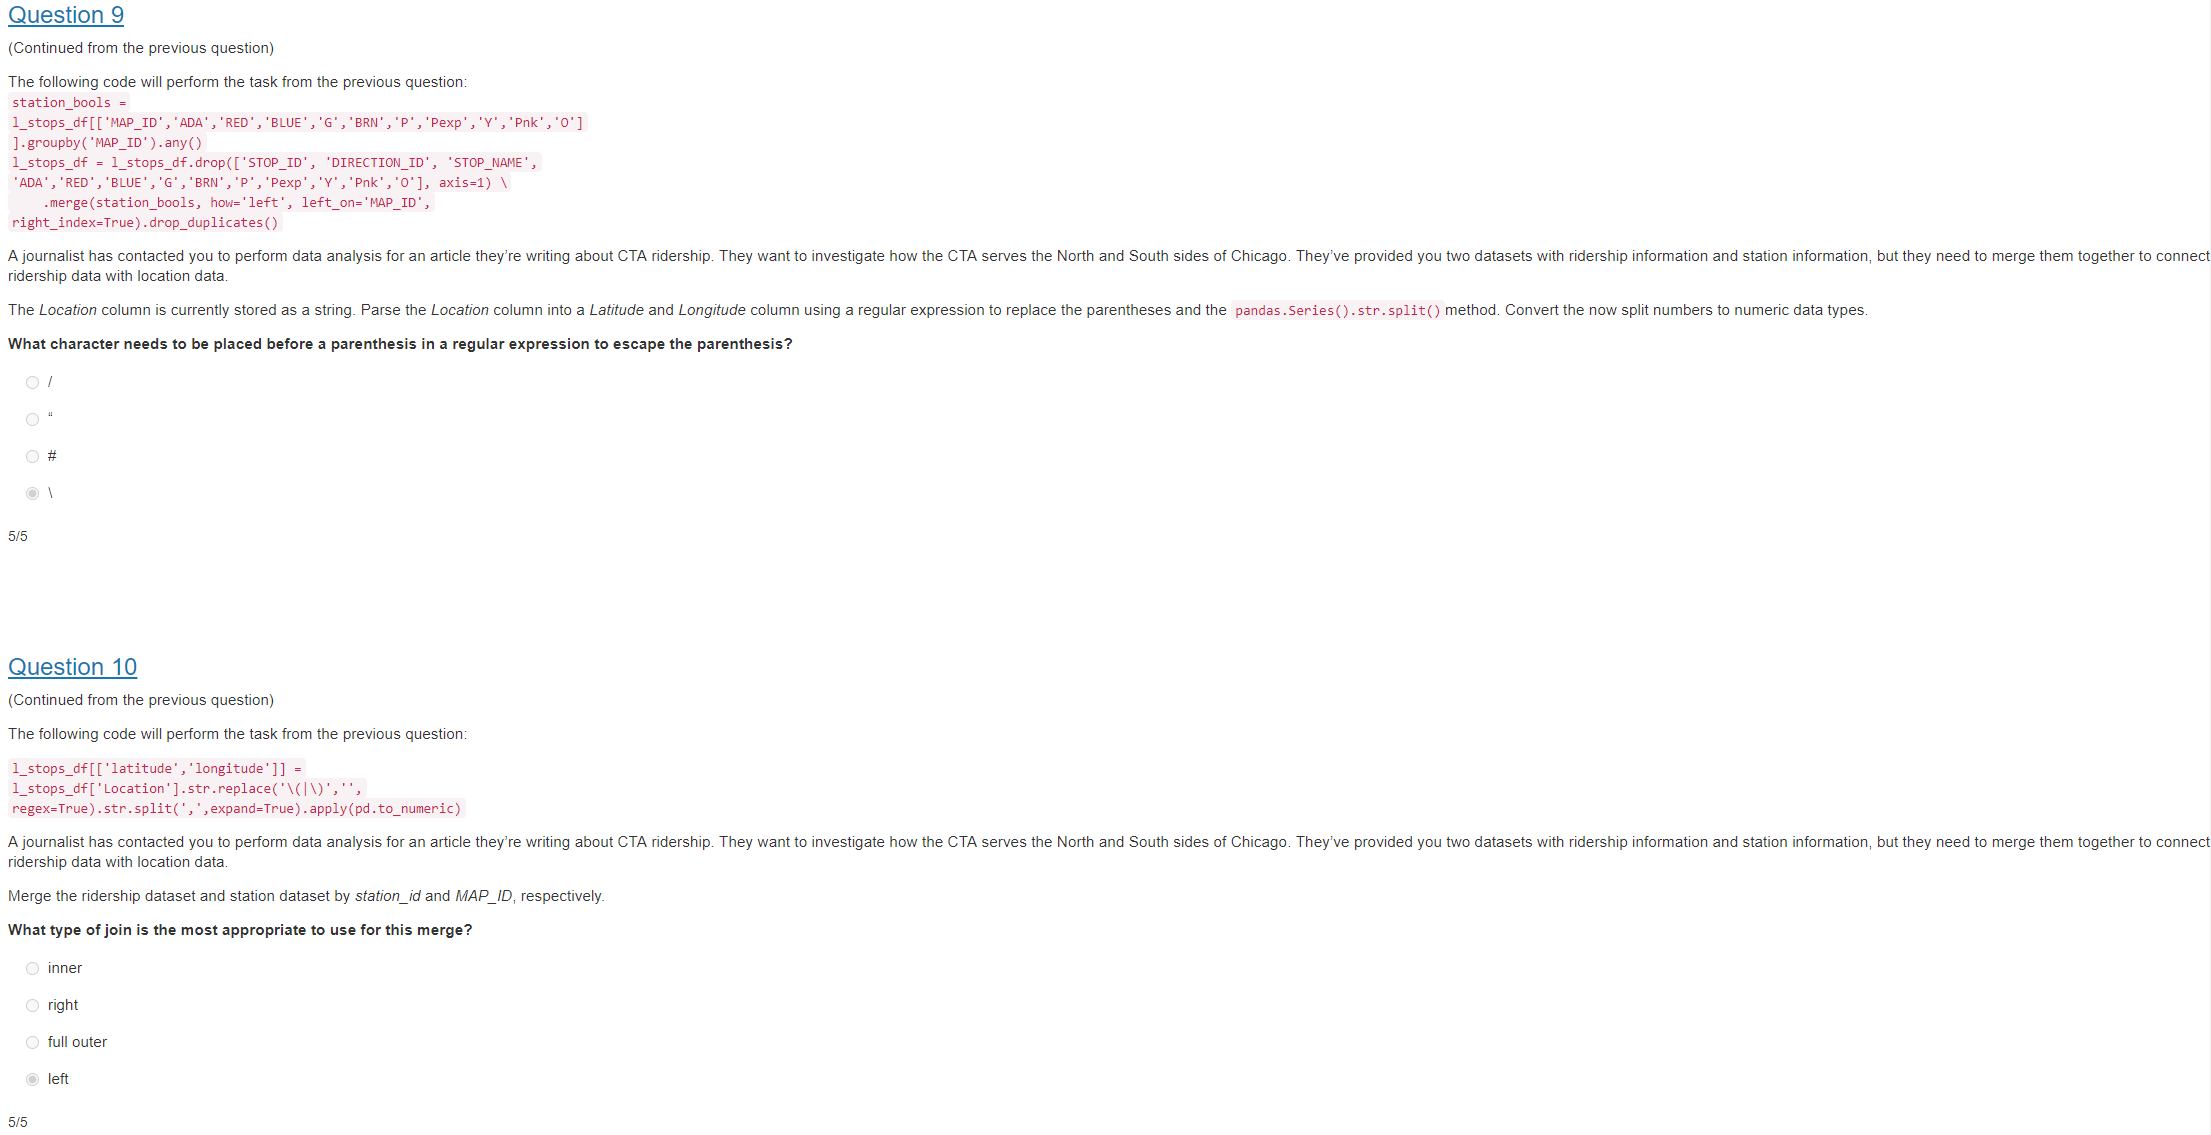 Question 9
(Continued from the previous question)
The following code will perform the task from the previous question:
station_bools =
l_stops_df[['MAP_ID','ADA','RED','BLUE','G','BRN','P','Pexp','Y','Pnk','O']
].groupby('MAP_ID').any()
l_stops_df = l_stops_df.drop(['STOP_ID', 'DIRECTION_ID', 'STOP_NAME',
'ADA','RED','BLUE','G','BRN','P','Pexp','Y','Pnk','O'], axis=1) \
.merge(station_bools, how='left', left_on='MAP_ID',
right_index=True).drop_duplicates()
A journalist has contacted you to perform data analysis for an article they're writing about CTA ridership. They want to investigate how the CTA serves the North and South sides of Chicago. They've provided you two datasets with ridership information and station information, but they need to merge them together to connect
ridership data with location data.
The Location column is currently stored as a string. Parse the Location column into a Latitude and Longitude column using a regular expression to replace the parentheses and the pandas.Series().str.split() method. Convert the now split numbers to numeric data types.
What character needs to be placed before a parenthesis in a regular expression to escape the parenthesis?
/
“
#
\
5/5
Question 10
(Continued from the previous question)
The following code will perform the task from the previous question:
l_stops_df[['latitude','longitude']] =
l_stops_df['Location'].str.replace('\(|\)','',
regex=True).str.split(',',expand=True).apply(pd.to_numeric)
A journalist has contacted you to perform data analysis for an article they're writing about CTA ridership. They want to investigate how the CTA serves the North and South sides of Chicago. They've provided you two datasets with ridership information and station information, but they need to merge them together to connect
ridership data with location data.
Merge the ridership dataset and station dataset by station_id and MAP_ID, respectively.
What type of join is the most appropriate to use for this merge?
inner
right
full outer
left
5/5